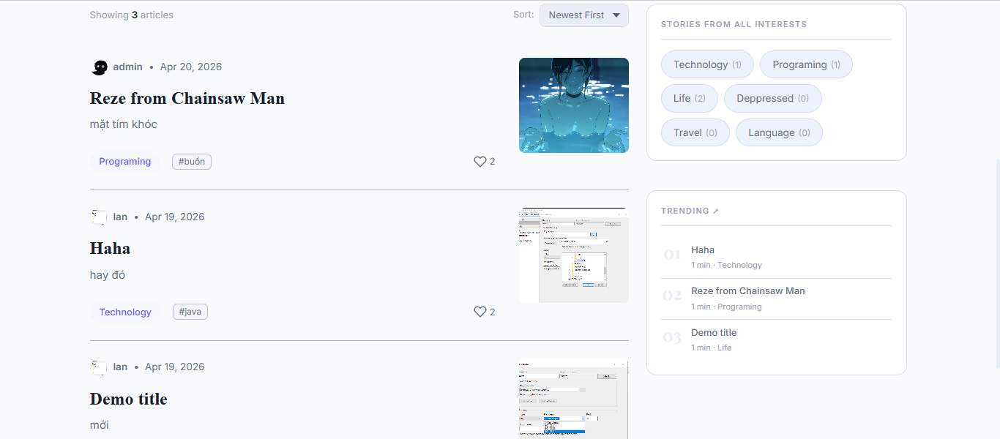 Showing 3 articles
Sort: Newest First
admin • Apr 20, 2026
Reze from Chainsaw Man
mặt tím khóc
Programing #buồn
2
lan • Apr 19, 2026
Haha
hay đó
Technology #java
2
lan • Apr 19, 2026
Demo title
mới
STORIES FROM ALL INTERESTS
Technology (1) Programing (1)
Life (2) Deppressed (0)
Travel (0) Language (0)
TRENDING ↗
01 Haha
1 min · Technology
02 Reze from Chainsaw Man
1 min · Programing
03 Demo title
1 min · Life